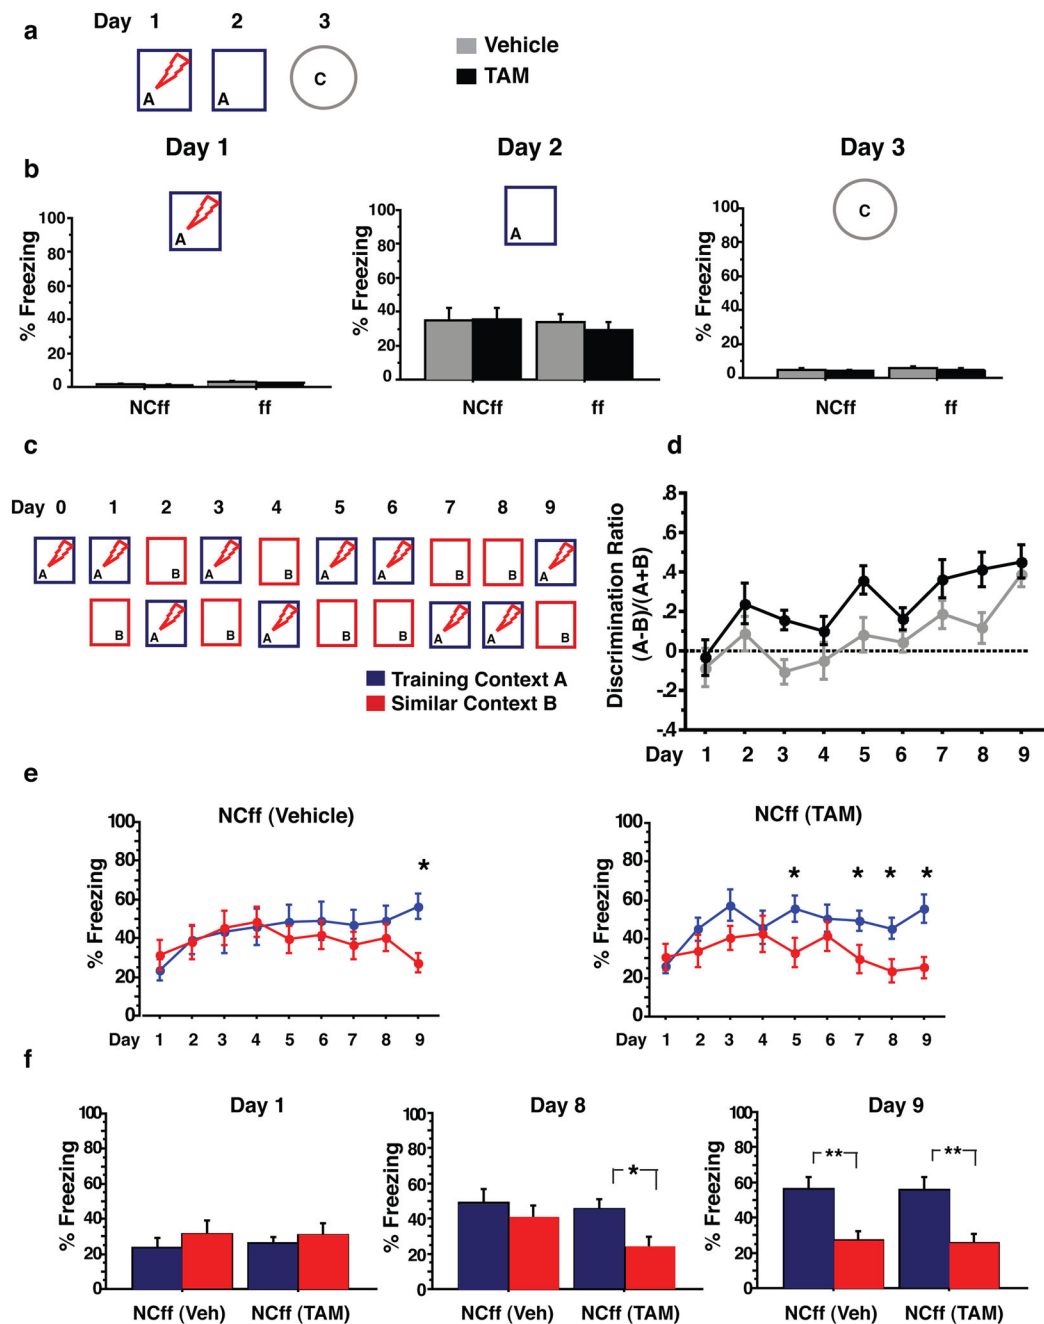 a
Day 1 2 3
A A C
Vehicle
TAM
b
Day 1 Day 2 Day 3
A
A
C
% Freezing
100
80
60
40
20
0
NCff ff
% Freezing
100
80
60
40
20
0
NCff ff
% Freezing
100
80
60
40
20
0
NCff ff
c
Day 0 1 2 3 4 5 6 7 8 9
A A B A B A A B B A
B A B A B B A A B
Training Context A
Similar Context B
d
Discrimination Ratio
(A-B)/(A+B)
.8
.6
.4
.2
0
-.2
-.4
Day 1 2 3 4 5 6 7 8 9
e
NCff (Vehicle)
% Freezing
100
80
60
40
20
0
*
Day 1 2 3 4 5 6 7 8 9
NCff (TAM)
% Freezing
100
80
60
40
20
0
* * * *
Day 1 2 3 4 5 6 7 8 9
f
Day 1
% Freezing
100
80
60
40
20
0
NCff (Veh) NCff (TAM)
Day 8
% Freezing
100
80
60
40
20
0
*
NCff (Veh) NCff (TAM)
Day 9
% Freezing
100
80
60
40
20
0
** **
NCff (Veh) NCff (TAM)